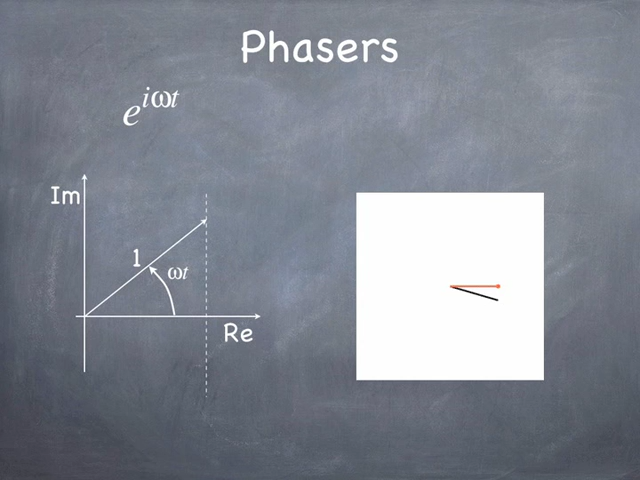 Phasers
e^{iωt}
Im
1
ωt
Re